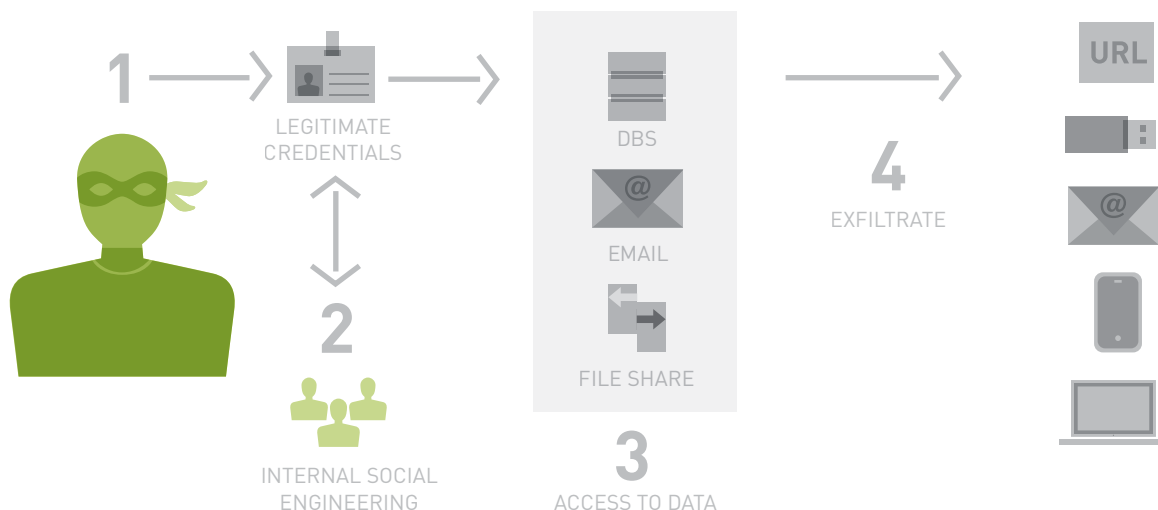 1
LEGITIMATE
CREDENTIALS
2
INTERNAL SOCIAL
ENGINEERING
DBS
@
EMAIL
FILE SHARE
3
ACCESS TO DATA
4
EXFILTRATE
URL
@